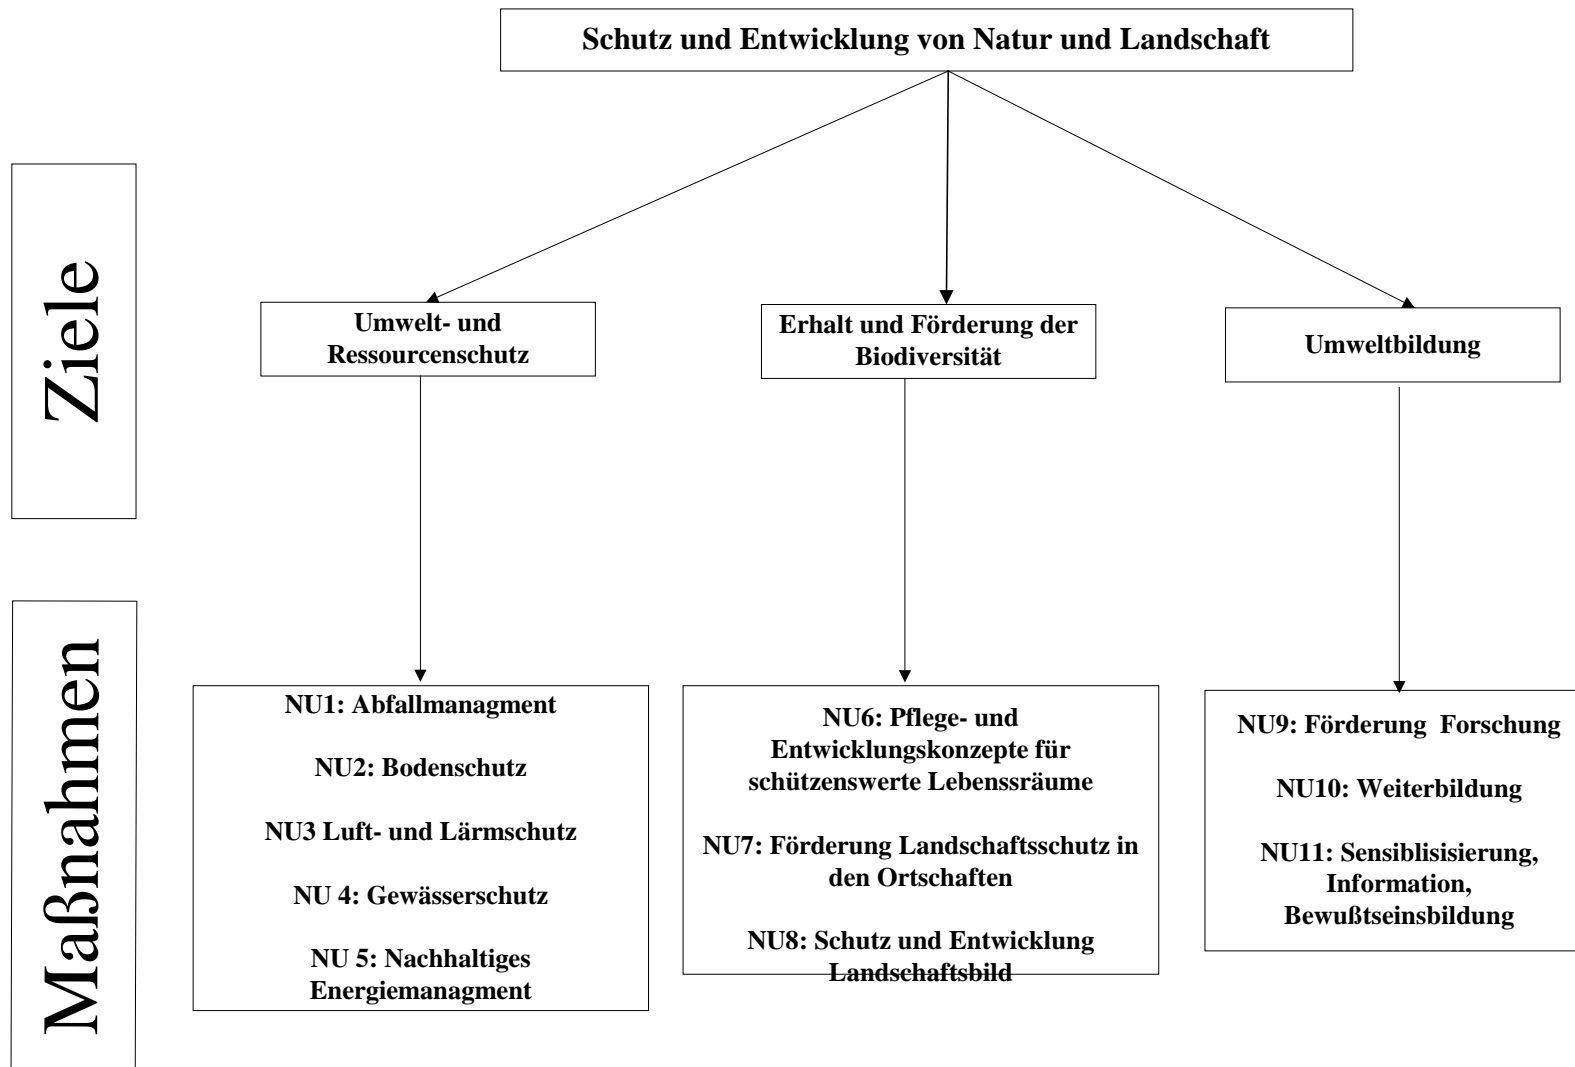 Schutz und Entwicklung von Natur und Landschaft
Ziele
Umwelt- und
Ressourcenschutz
Erhalt und Förderung der
Biodiversität
Umweltbildung
Maßnahmen
NU1: Abfallmanagment
NU2: Bodenschutz
NU3 Luft- und Lärmschutz
NU 4: Gewässerschutz
NU 5: Nachhaltiges
Energiemanagment
NU6: Pflege- und
Entwicklungskonzepte für
schützenswerte Lebenssräume
NU7: Förderung Landschaftsschutz in
den Ortschaften
NU8: Schutz und Entwicklung
Landschaftsbild
NU9: Förderung  Forschung
NU10: Weiterbildung
NU11: Sensiblisisierung,
Information,
Bewußtseinsbildung